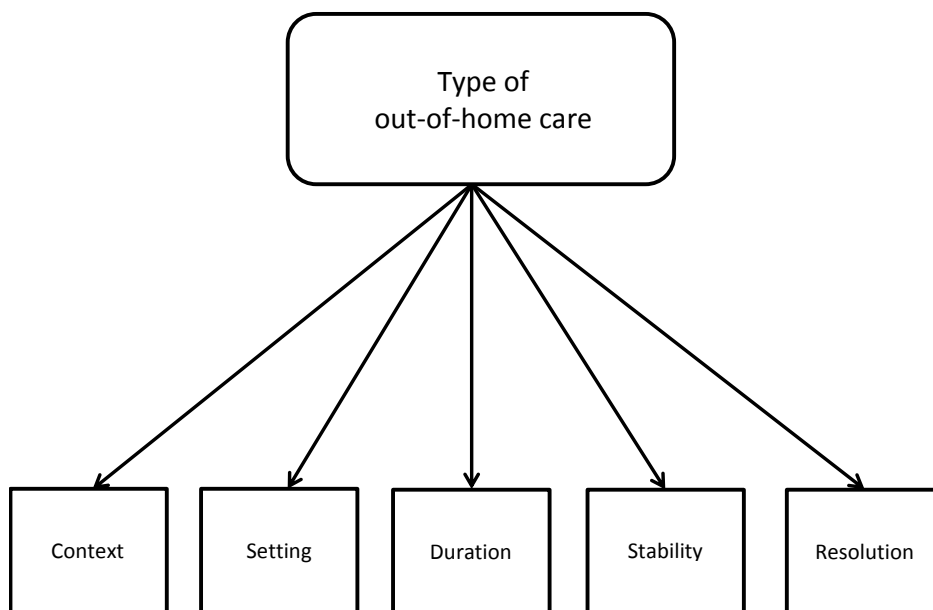 Type of
out-of-home care
Context
Setting
Duration
Stability
Resolution